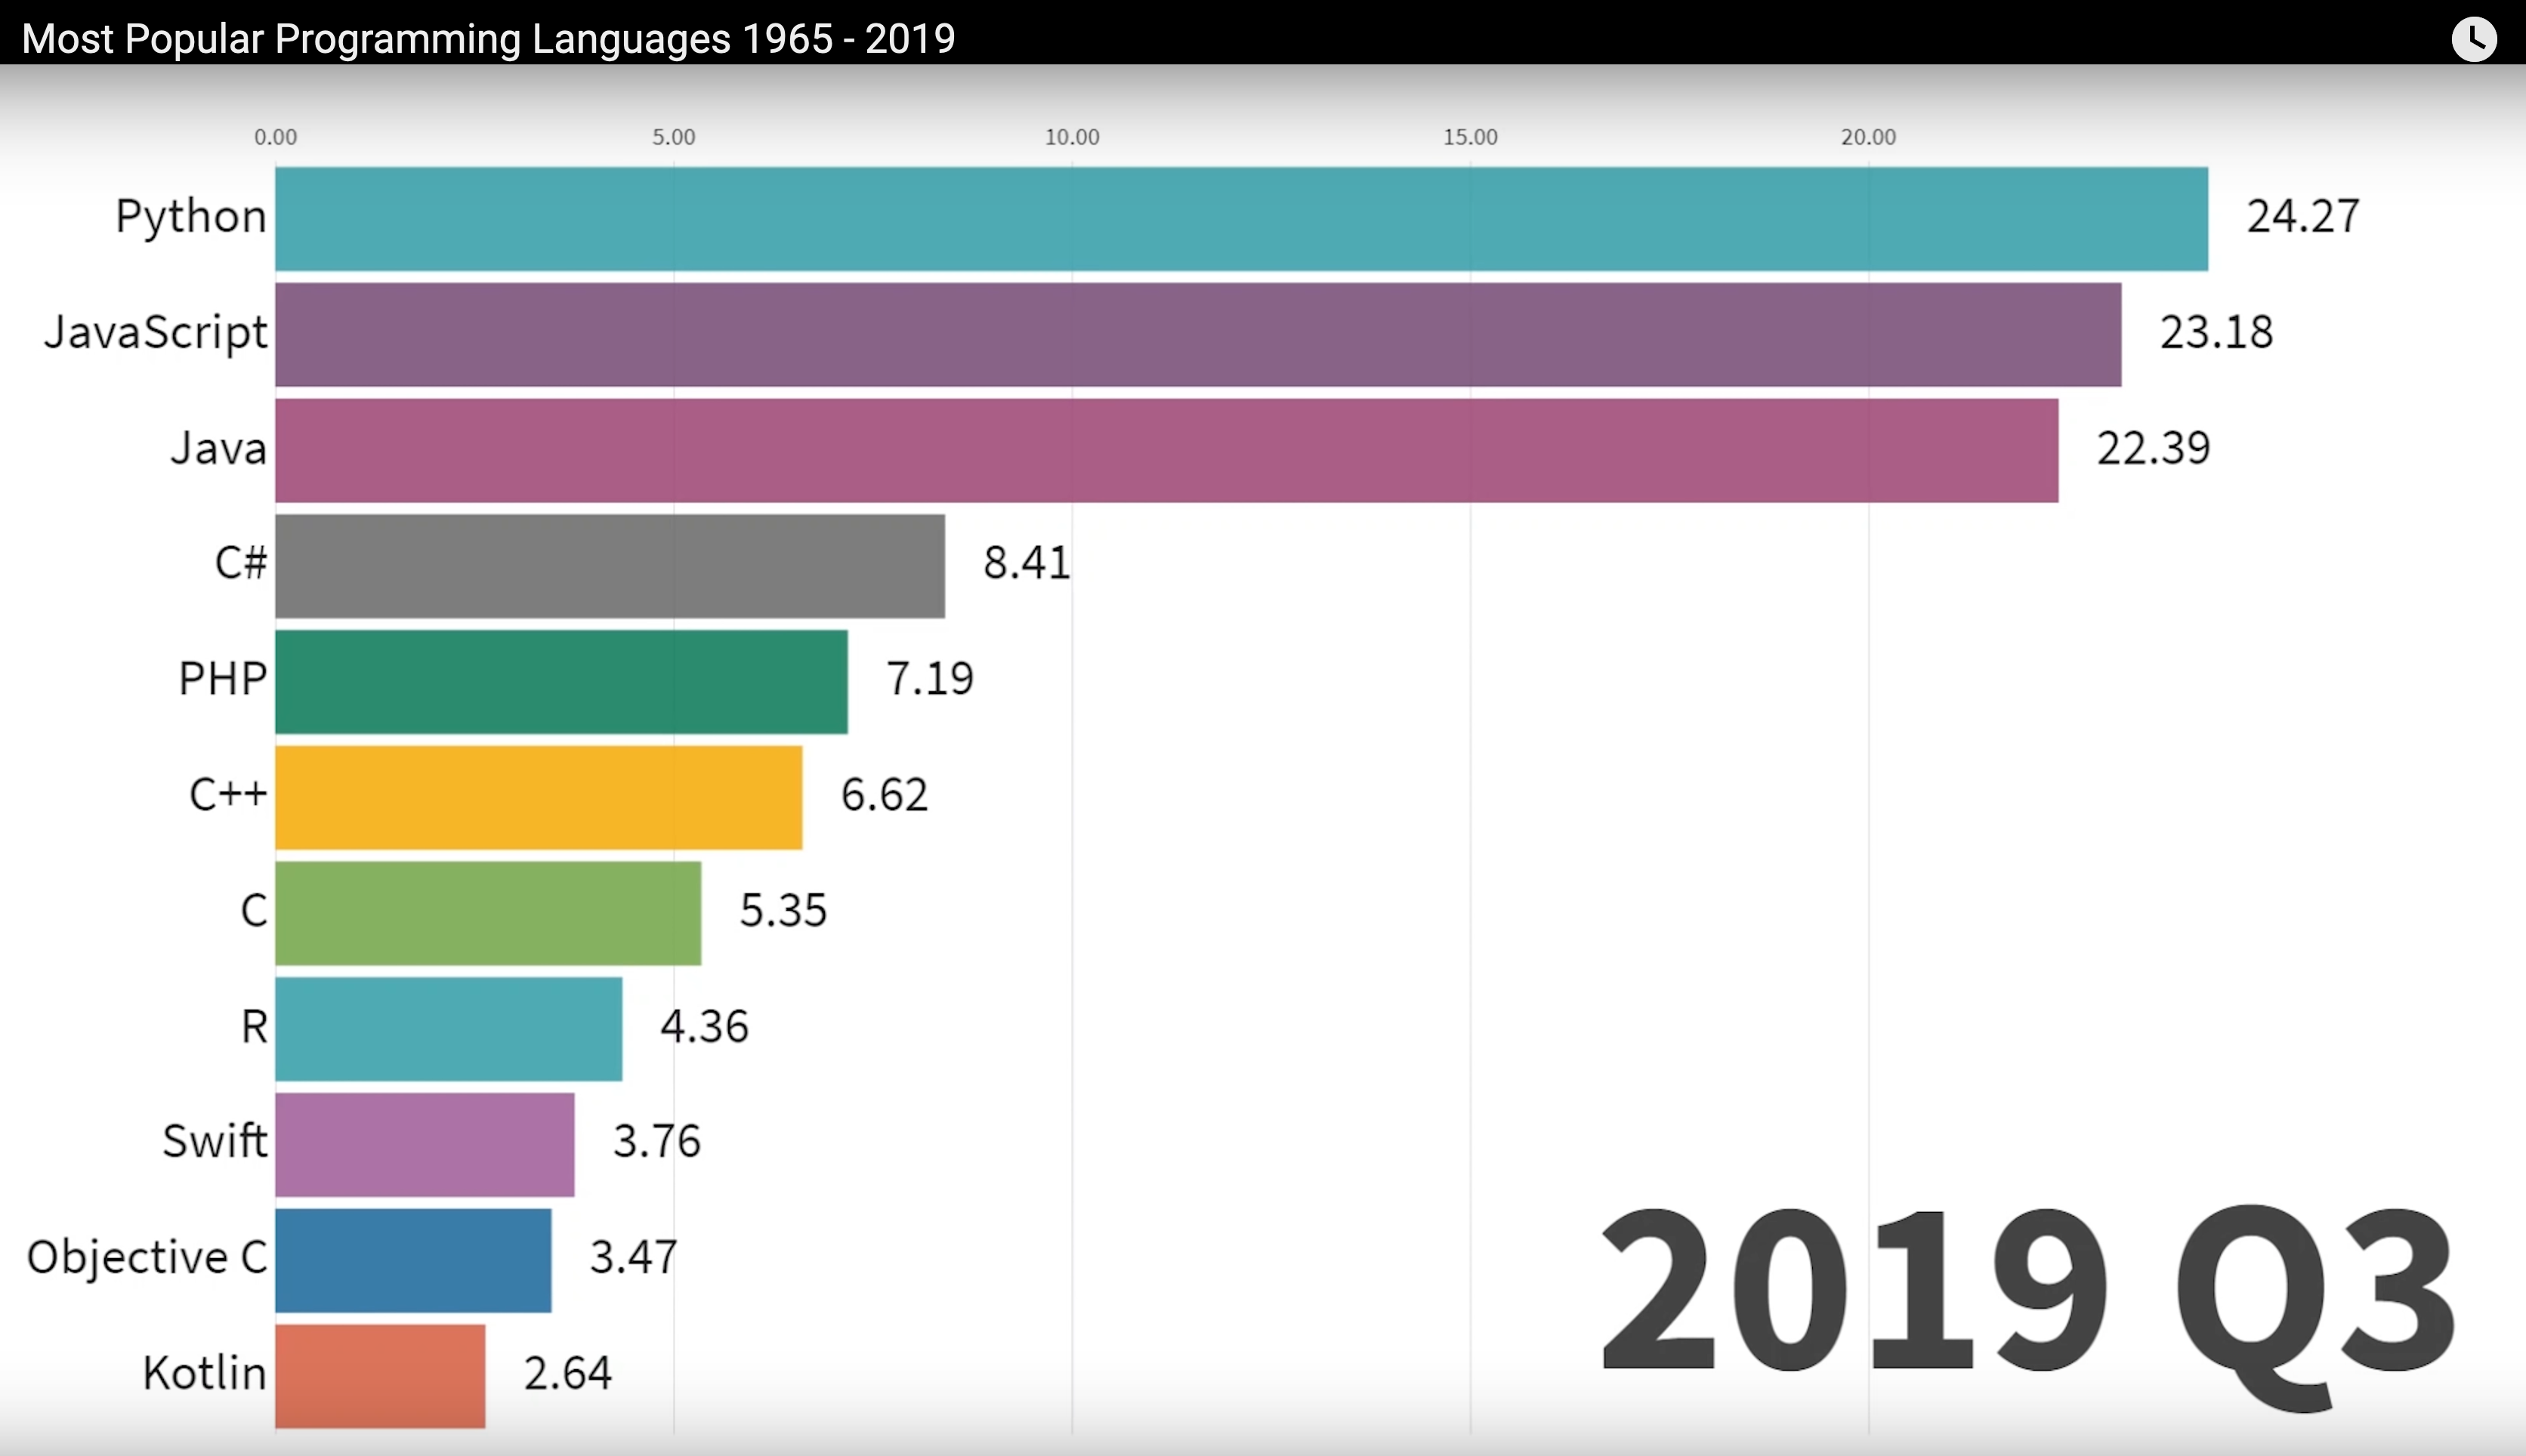 Most Popular Programming Languages 1965 - 2019
0.00 5.00 10.00 15.00 20.00
Python 24.27
JavaScript 23.18
Java 22.39
C# 8.41
PHP 7.19
C++ 6.62
C 5.35
R 4.36
Swift 3.76
Objective C 3.47
Kotlin 2.64
2019 Q3